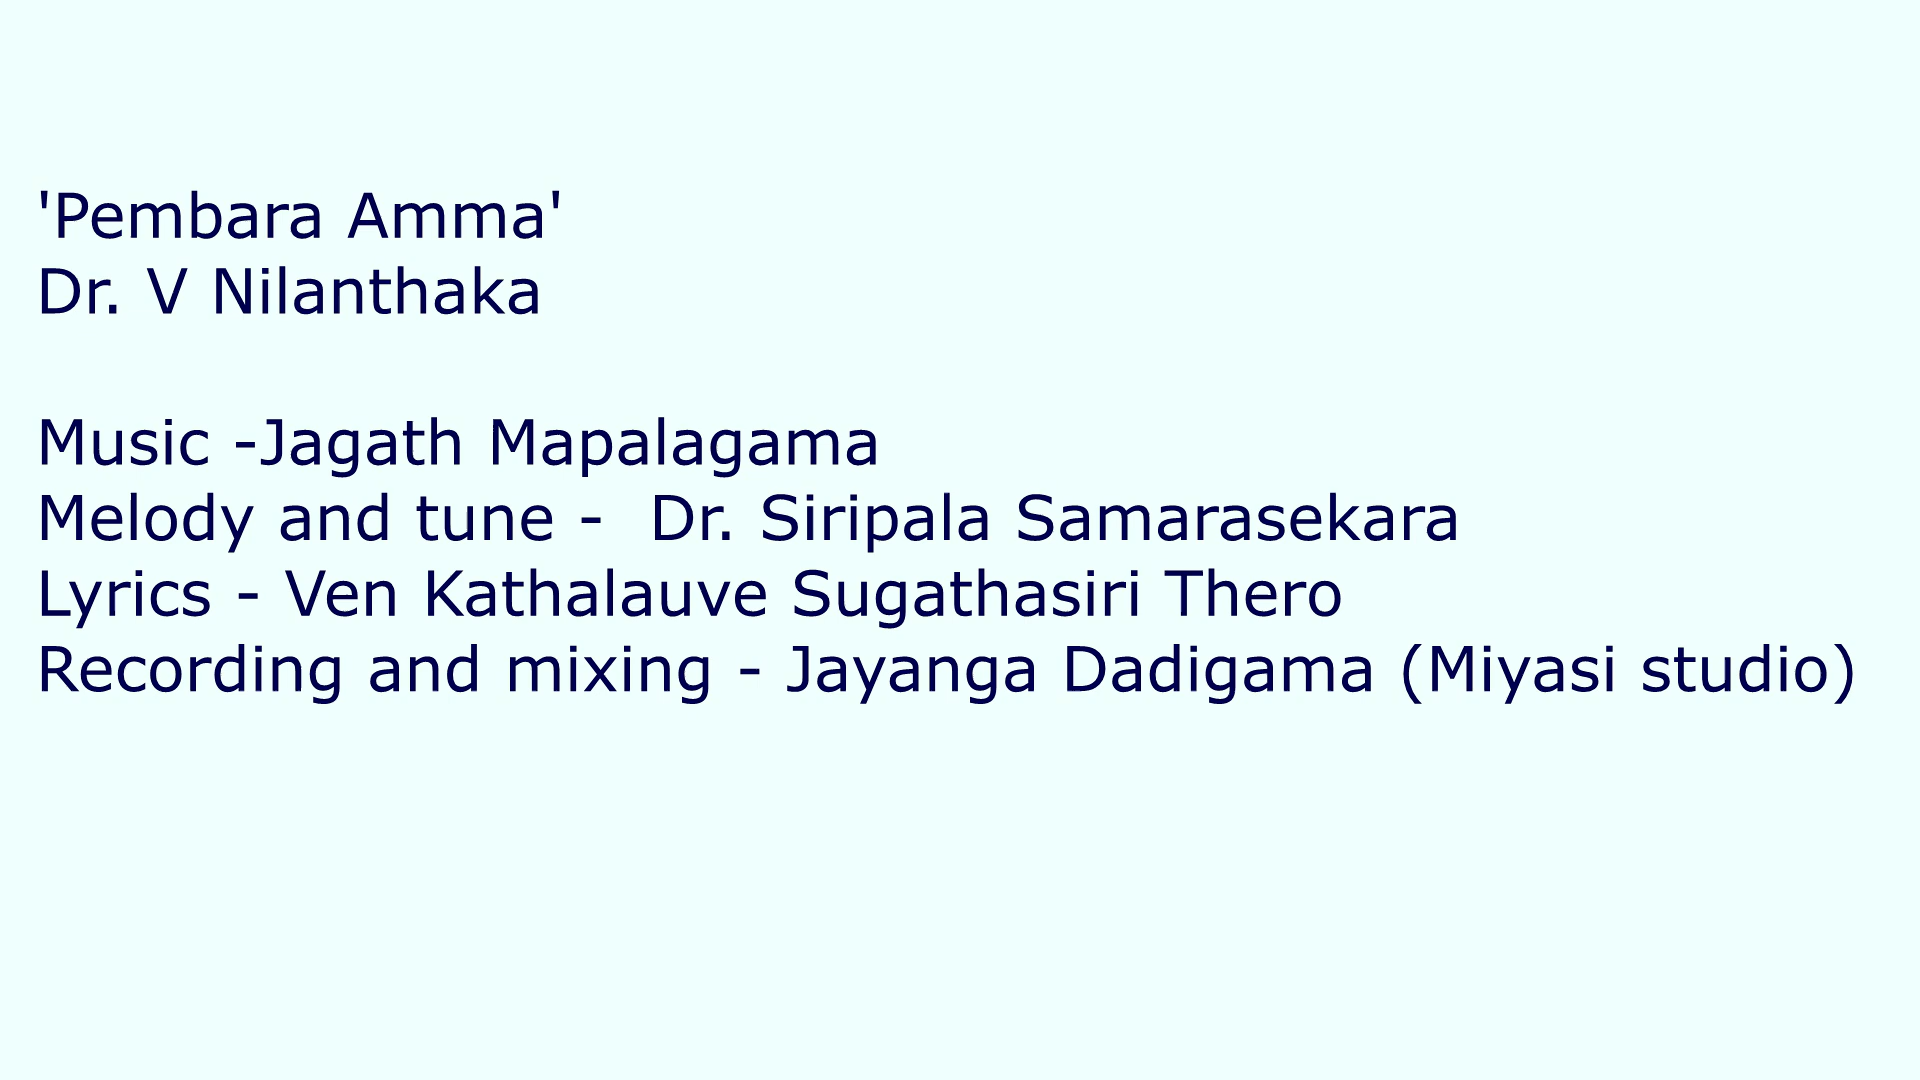 'Pembara Amma'
Dr. V Nilanthaka
Music -Jagath Mapalagama
Melody and tune -  Dr. Siripala Samarasekara
Lyrics - Ven Kathalauve Sugathasiri Thero
Recording and mixing - Jayanga Dadigama (Miyasi studio)